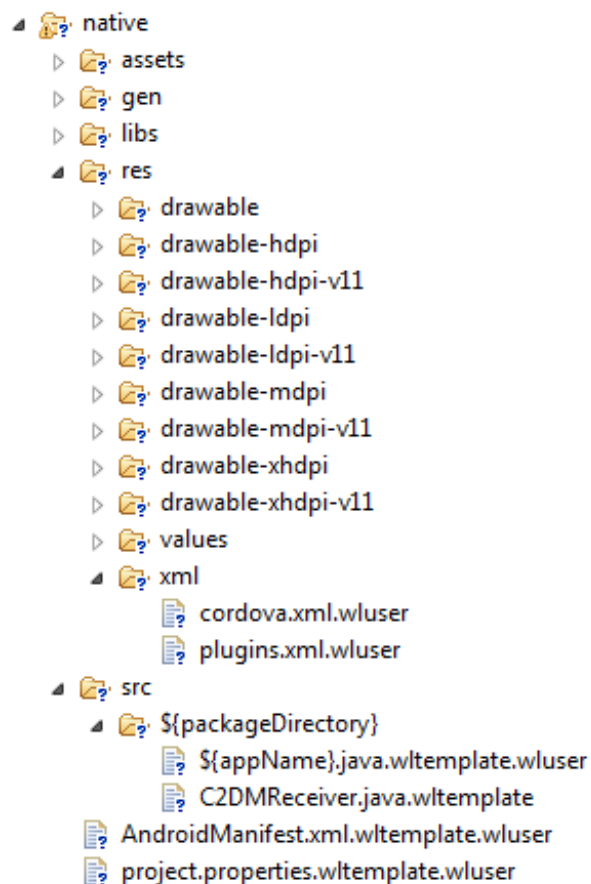 native
assets
gen
libs
res
drawable
drawable-hdpi
drawable-hdpi-v11
drawable-ldpi
drawable-ldpi-v11
drawable-mdpi
drawable-mdpi-v11
drawable-xhdpi
drawable-xhdpi-v11
values
xml
cordova.xml.wluser
plugins.xml.wluser
src
${packageDirectory}
${appName}.java.wltemplate.wluser
C2DMReceiver.java.wltemplate
AndroidManifest.xml.wltemplate.wluser
project.properties.wltemplate.wluser